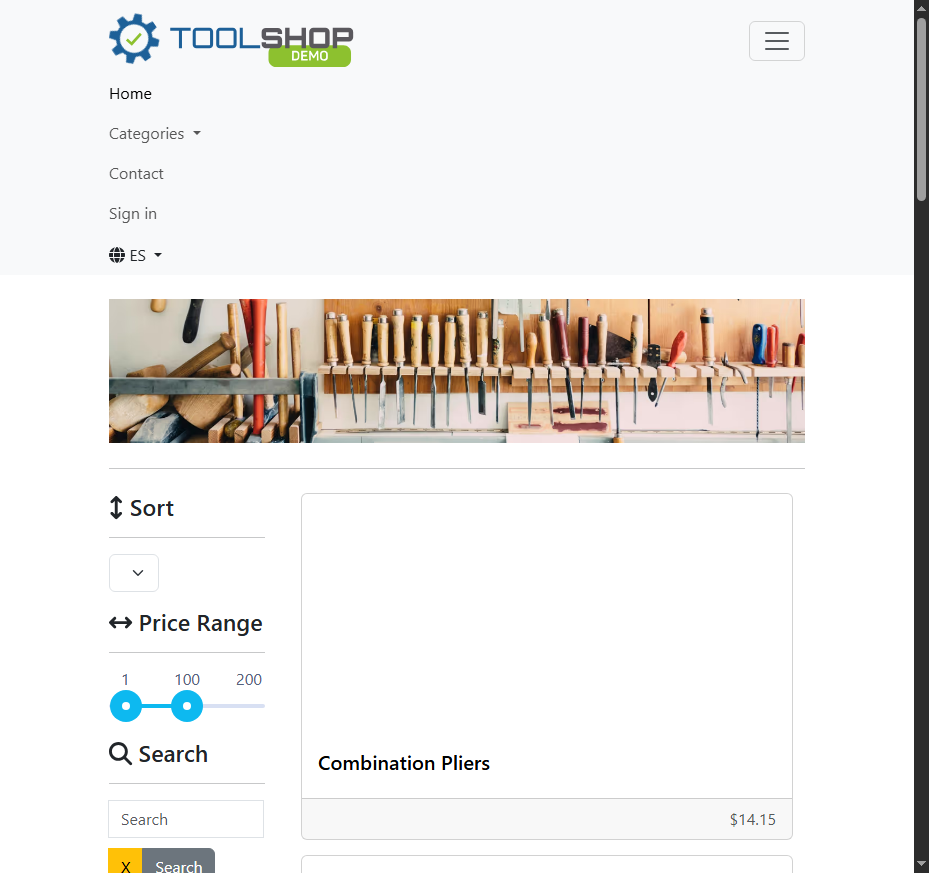 TOOLSHOP
DEMO
Home
Categories
Contact
Sign in
ES
Sort
Price Range
1 100 200
Search
Search
X Search
Combination Pliers
$14.15